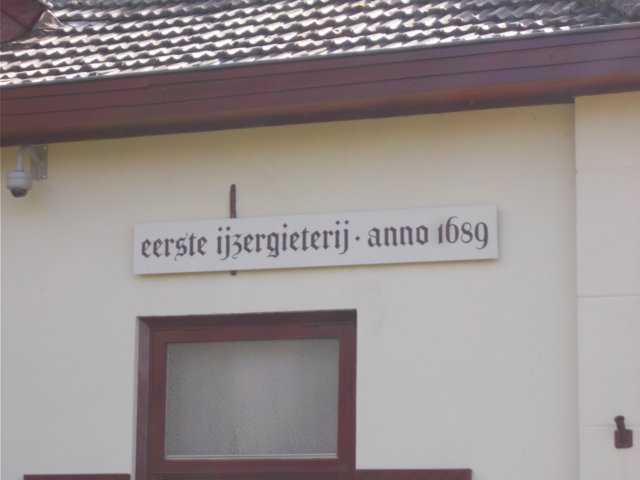 eerste ijzergieterij · anno 1689